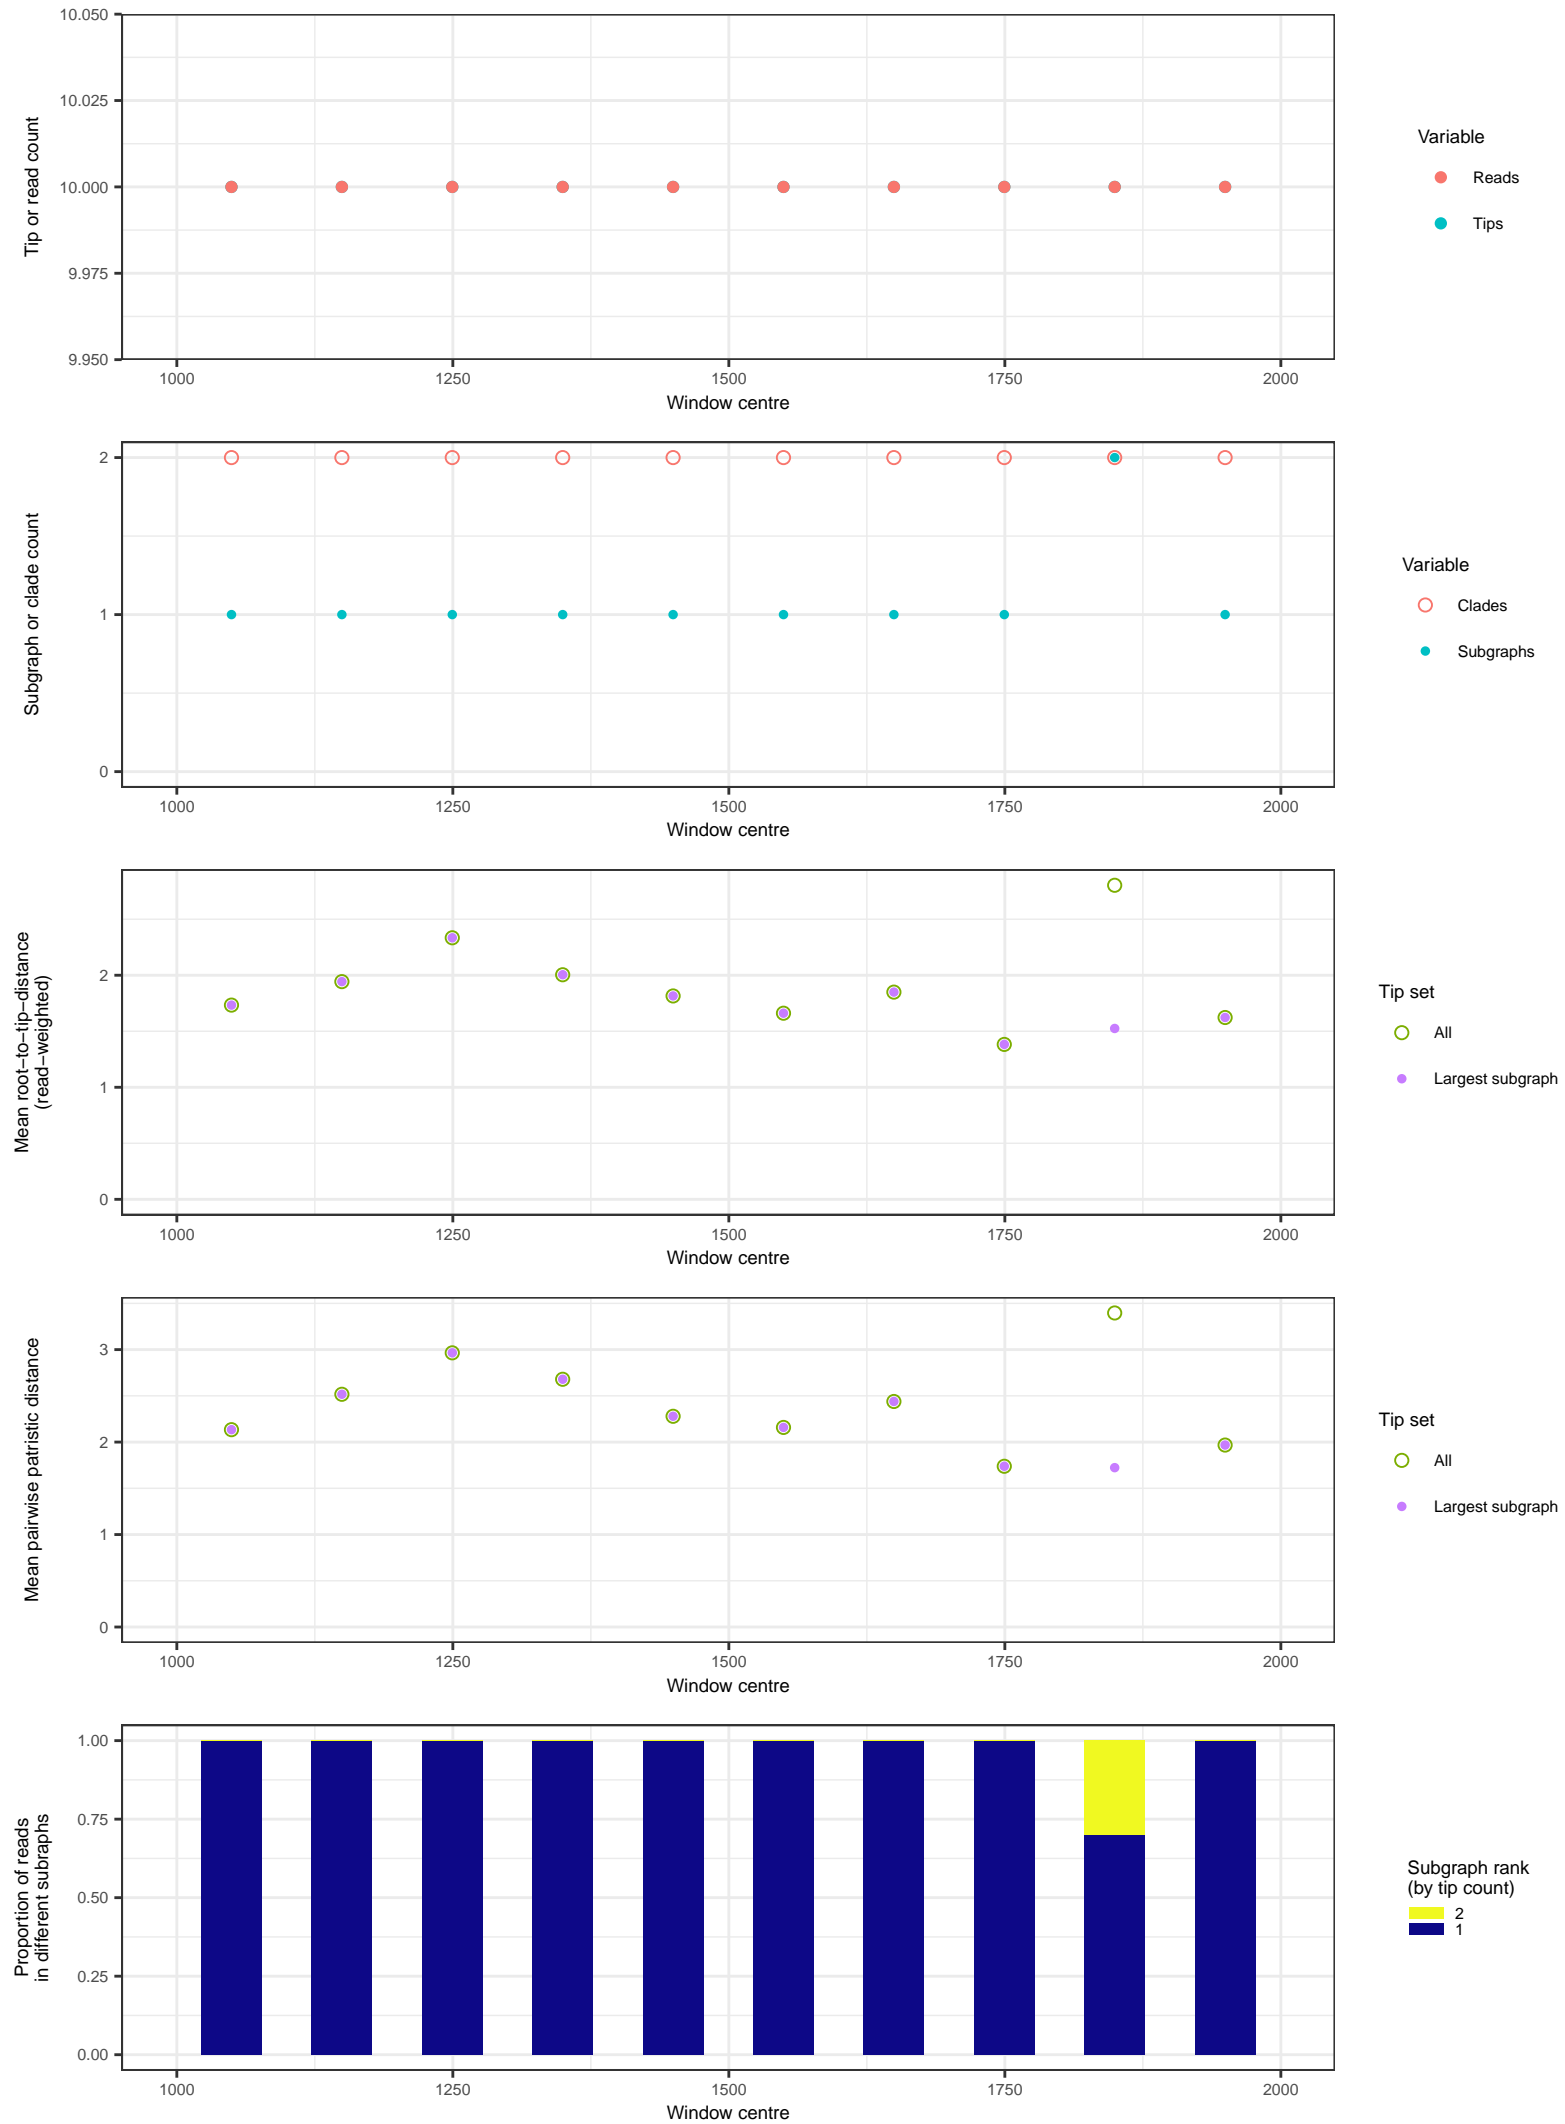 10.050
10.025
10.000
9.975
9.950
Tip or read count
1000 1250 1500 1750 2000
Window centre
Variable
Reads
Tips
2
1
0
Subgraph or clade count
1000 1250 1500 1750 2000
Window centre
Variable
Clades
Subgraphs
2
1
0
Mean root−to−tip−distance
(read−weighted)
1000 1250 1500 1750 2000
Window centre
Tip set
All
Largest subgraph
3
2
1
0
Mean pairwise patristic distance
1000 1250 1500 1750 2000
Window centre
Tip set
All
Largest subgraph
1.00
0.75
0.50
0.25
0.00
Proportion of reads
in different subraphs
1000 1250 1500 1750 2000
Window centre
Subgraph rank
(by tip count)
2
1